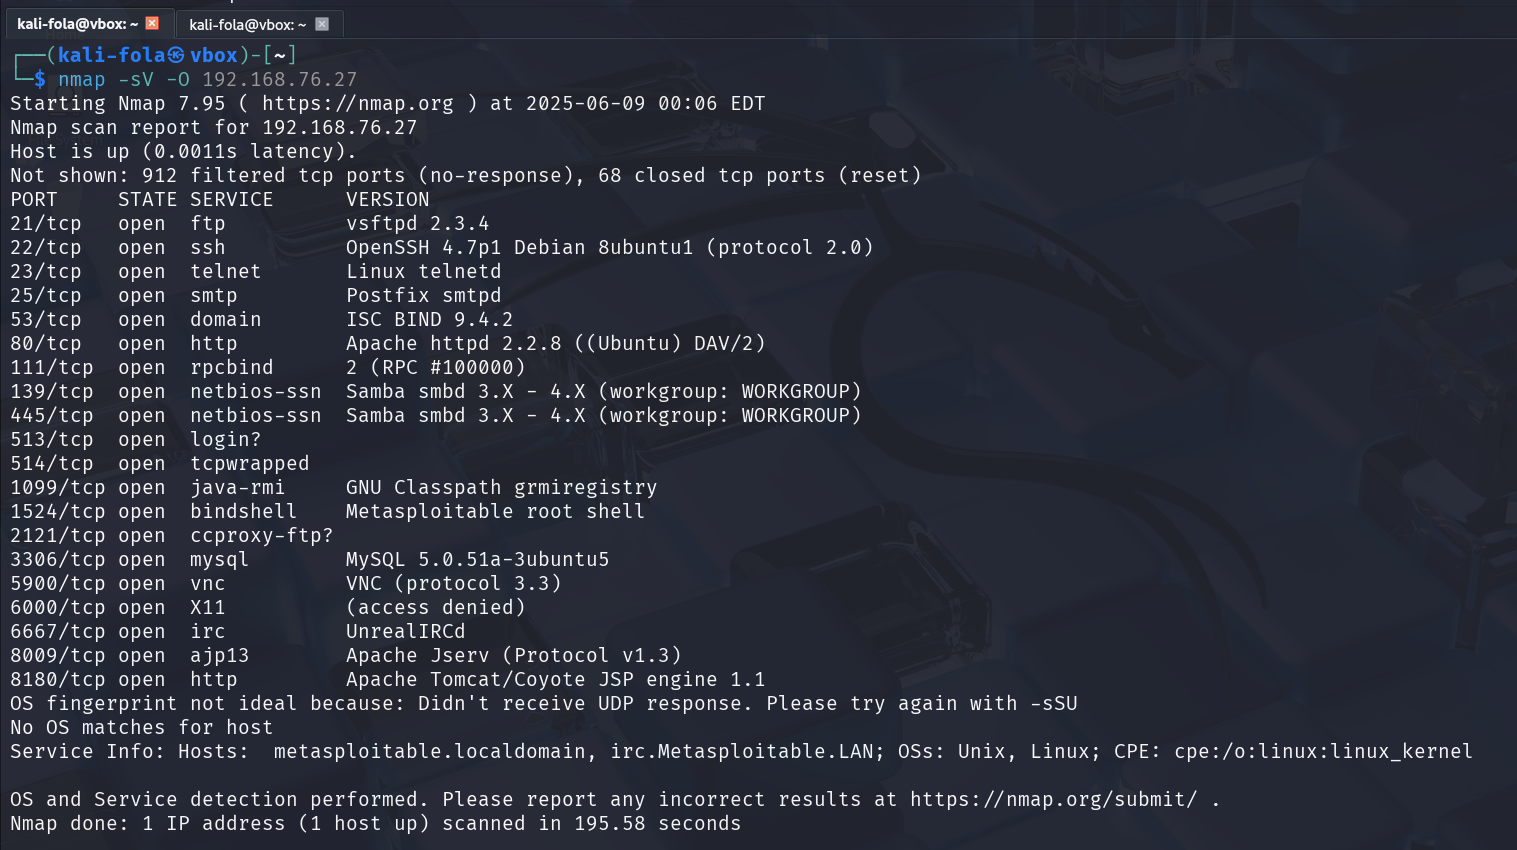 kali-fola@vbox: ~ kali-fola@vbox: ~
┌──(kali-fola㉿vbox)-[~]
└─$ nmap -sV -O 192.168.76.27
Starting Nmap 7.95 ( https://nmap.org ) at 2025-06-09 00:06 EDT
Nmap scan report for 192.168.76.27
Host is up (0.0011s latency).
Not shown: 912 filtered tcp ports (no-response), 68 closed tcp ports (reset)
PORT     STATE SERVICE      VERSION
21/tcp   open  ftp          vsftpd 2.3.4
22/tcp   open  ssh          OpenSSH 4.7p1 Debian 8ubuntu1 (protocol 2.0)
23/tcp   open  telnet       Linux telnetd
25/tcp   open  smtp         Postfix smtpd
53/tcp   open  domain       ISC BIND 9.4.2
80/tcp   open  http         Apache httpd 2.2.8 ((Ubuntu) DAV/2)
111/tcp  open  rpcbind      2 (RPC #100000)
139/tcp  open  netbios-ssn  Samba smbd 3.X - 4.X (workgroup: WORKGROUP)
445/tcp  open  netbios-ssn  Samba smbd 3.X - 4.X (workgroup: WORKGROUP)
513/tcp  open  login?
514/tcp  open  tcpwrapped
1099/tcp open  java-rmi     GNU Classpath grmiregistry
1524/tcp open  bindshell    Metasploitable root shell
2121/tcp open  ccproxy-ftp?
3306/tcp open  mysql        MySQL 5.0.51a-3ubuntu5
5900/tcp open  vnc          VNC (protocol 3.3)
6000/tcp open  X11          (access denied)
6667/tcp open  irc          UnrealIRCd
8009/tcp open  ajp13        Apache Jserv (Protocol v1.3)
8180/tcp open  http         Apache Tomcat/Coyote JSP engine 1.1
OS fingerprint not ideal because: Didn't receive UDP response. Please try again with -sSU
No OS matches for host
Service Info: Hosts:  metasploitable.localdomain, irc.Metasploitable.LAN; OSs: Unix, Linux; CPE: cpe:/o:linux:linux_kernel
OS and Service detection performed. Please report any incorrect results at https://nmap.org/submit/ .
Nmap done: 1 IP address (1 host up) scanned in 195.58 seconds